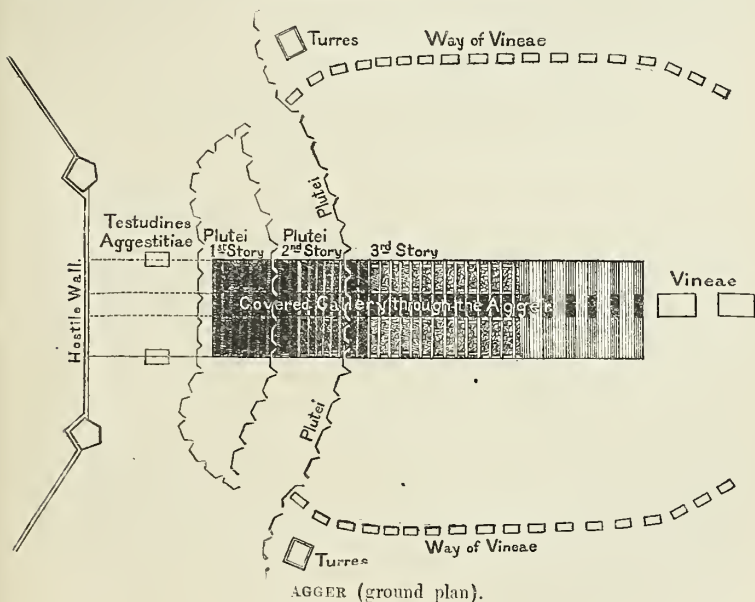 Turres
Way of Vineae
Plutei
Testudines
Aggestitiae
Plutei
1st Story
Plutei
2nd Story
3rd Story
Hostile Wall.
Covered Gallery through the Agger
Vineae
Plutei
Way of Vineae
Turres
AGGER (ground plan).